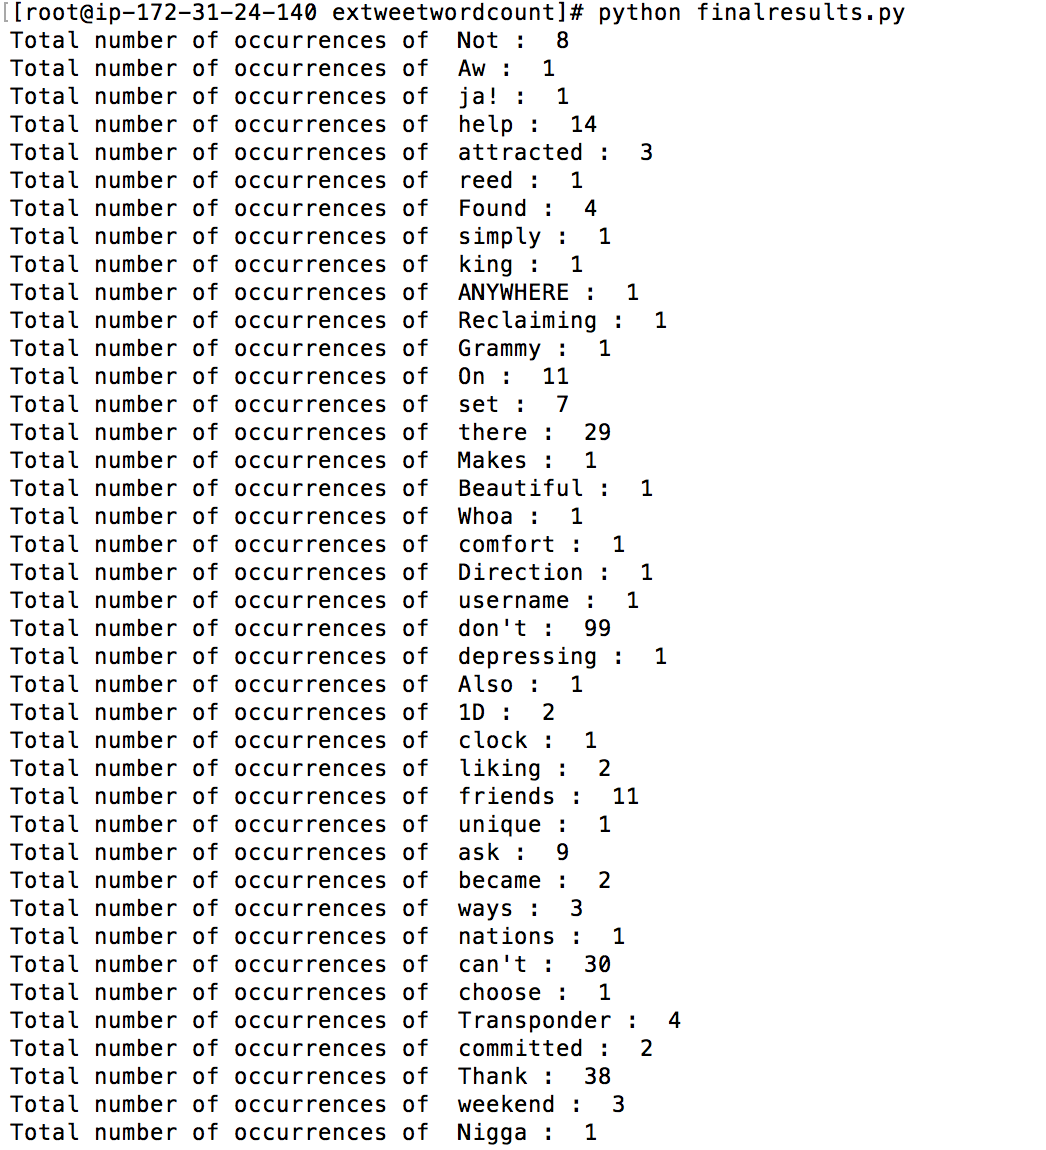 [[root@ip-172-31-24-140 extweetwordcount]# python finalresults.py
Total number of occurrences of  Not :  8
Total number of occurrences of  Aw :  1
Total number of occurrences of  ja! :  1
Total number of occurrences of  help :  14
Total number of occurrences of  attracted :  3
Total number of occurrences of  reed :  1
Total number of occurrences of  Found :  4
Total number of occurrences of  simply :  1
Total number of occurrences of  king :  1
Total number of occurrences of  ANYWHERE :  1
Total number of occurrences of  Reclaiming :  1
Total number of occurrences of  Grammy :  1
Total number of occurrences of  On :  11
Total number of occurrences of  set :  7
Total number of occurrences of  there :  29
Total number of occurrences of  Makes :  1
Total number of occurrences of  Beautiful :  1
Total number of occurrences of  Whoa :  1
Total number of occurrences of  comfort :  1
Total number of occurrences of  Direction :  1
Total number of occurrences of  username :  1
Total number of occurrences of  don't :  99
Total number of occurrences of  depressing :  1
Total number of occurrences of  Also :  1
Total number of occurrences of  1D :  2
Total number of occurrences of  clock :  1
Total number of occurrences of  liking :  2
Total number of occurrences of  friends :  11
Total number of occurrences of  unique :  1
Total number of occurrences of  ask :  9
Total number of occurrences of  became :  2
Total number of occurrences of  ways :  3
Total number of occurrences of  nations :  1
Total number of occurrences of  can't :  30
Total number of occurrences of  choose :  1
Total number of occurrences of  Transponder :  4
Total number of occurrences of  committed :  2
Total number of occurrences of  Thank :  38
Total number of occurrences of  weekend :  3
Total number of occurrences of  Nigga :  1